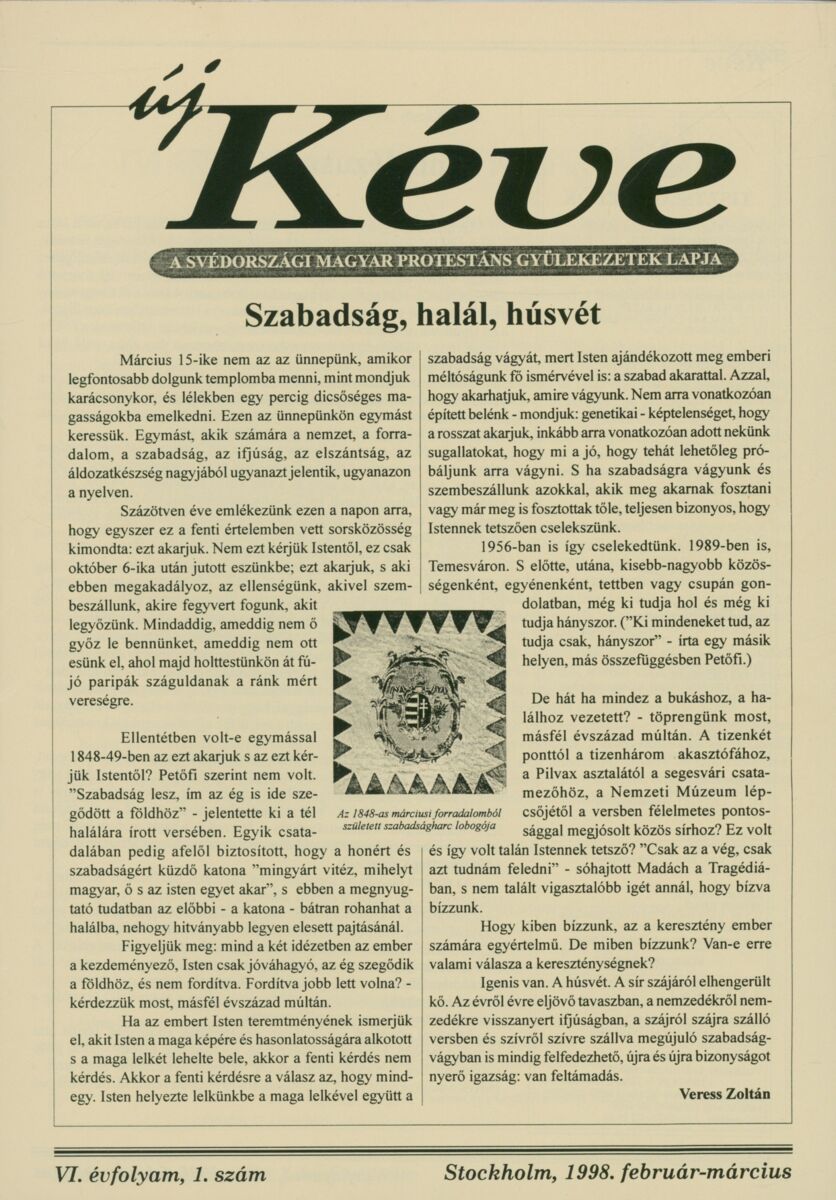 új
Kéve
A SVÉDORSZÁGI MAGYAR PROTESTÁNS GYÜLEKEZETEK LAPJA
Szabadság, halál, húsvét
Március 15-ike nem az az ünnepünk, amikor
legfontosabb dolgunk templomba menni, mint mondjuk
karácsonykor, és lélekben egy percig dicsőséges ma-
gasságokba emelkedni. Ezen az ünnepünkön egymást
keressük. Egymást, akik számára a nemzet, a forra-
dalom, a szabadság, az ifjúság, az elszántság, az
áldozatkészség nagyjából ugyanazt jelentik, ugyanazon
a nyelven.
Százötven éve emlékezünk ezen a napon arra,
hogy egyszer ez a fenti értelemben vett sorsközösség
kimondta: ezt akarjuk. Nem ezt kérjük Istentől, ez csak
október 6-ika után jutott eszünkbe; ezt akarjuk, s aki
ebben megakadályoz, az ellenségünk, akivel szem-
beszállunk, akire fegyvert fogunk, akit
legyőzünk. Mindaddig, ameddig nem ő
győz le bennünket, ameddig nem ott
esünk el, ahol majd holttestünkön át fú-
jó paripák száguldanak a ránk mért
vereségre.
Ellentétben volt-e egymással
1848-49-ben az ezt akarjuk s az ezt kér-
jük Istentől? Petőfi szerint nem volt.
"Szabadság lesz, ím az ég is ide sze-
gődött a földhöz" - jelentette ki a tél
halálára írott versében. Egyik csata-
dalában pedig afelől biztosított, hogy a honért és
szabadságért küzdő katona "mingyárt vitéz, mihelyt
magyar, ő s az isten egyet akar", s ebben a megnyug-
tató tudatban az előbbi - a katona - bátran rohanhat a
halálba, nehogy hitványabb legyen elesett pajtásánál.
Figyeljük meg: mind a két idézetben az ember
a kezdeményező, Isten csak jóváhagyó, az ég szegődik
a földhöz, és nem fordítva. Fordítva jobb lett volna? -
kérdezzük most, másfél évszázad múltán.
Ha az embert Isten teremtményének ismerjük
el, akit Isten a maga képére és hasonlatosságára alkotott
s a maga lelkét lehelte bele, akkor a fenti kérdés nem
kérdés. Akkor a fenti kérdésre a válasz az, hogy mind-
egy. Isten helyezte lelkünkbe a maga lelkével együtt a
szabadság vágyát, mert Isten ajándékozott meg emberi
méltóságunk fő ismérvével is: a szabad akarattal. Azzal,
hogy akarhatjuk, amire vágyunk. Nem arra vonatkozóan
épített belénk - mondjuk: genetikai - képtelenséget, hogy
a rosszat akarjuk, inkább arra vonatkozóan adott nekünk
sugallatokat, hogy mi a jó, hogy tehát lehetőleg pró-
báljunk arra vágyni. S ha szabadságra vágyunk és
szembeszállunk azokkal, akik meg akarnak fosztani
vagy már meg is fosztottak tőle, teljesen bizonyos, hogy
Istennek tetszően cselekszünk.
1956-ban is így cselekedtünk. 1989-ben is,
Temesváron. S előtte, utána, kisebb-nagyobb közös-
ségenként, egyénenként, tettben vagy csupán gon-
dolatban, még ki tudja hol és még ki
tudja hányszor. ("Ki mindeneket tud, az
tudja csak, hányszor" - írta egy másik
helyen, más összefüggésben Petőfi.)
De hát ha mindez a bukáshoz, a ha-
lálhoz vezetett? - töprengünk most,
másfél évszázad múltán. A tizenkét
ponttól a tizenhárom akasztófához,
a Pilvax asztalától a segesvári csata-
mezőhöz, a Nemzeti Múzeum lép-
csőjétől a versben félelmetes pontos-
sággal megjósolt közös sírhoz? Ez volt
és így volt talán Istennek tetsző? "Csak az a vég, csak
azt tudnám feledni" - sóhajtott Madách a Tragédiá-
ban, s nem talált vigasztalóbb igét annál, hogy bízva
bízzunk.
Hogy kiben bízzunk, az a keresztény ember
számára egyértelmű. De miben bízzunk? Van-e erre
valami válasza a kereszténységnek?
Igenis van. A húsvét. A sír szájáról elhengerült
kő. Az évről évre eljövő tavaszban, a nemzedékről nem-
zedékre visszanyert ifjúságban, a szájról szájra szálló
versben és szívről szívre szállva megújuló szabadság-
vágyban is mindig felfedezhető, újra és újra bizonyságot
nyerő igazság: van feltámadás.
Veress Zoltán
Az 1848-as márciusi forradalomból
született szabadságharc lobogója
VI. évfolyam, 1. szám
Stockholm, 1998. február-március